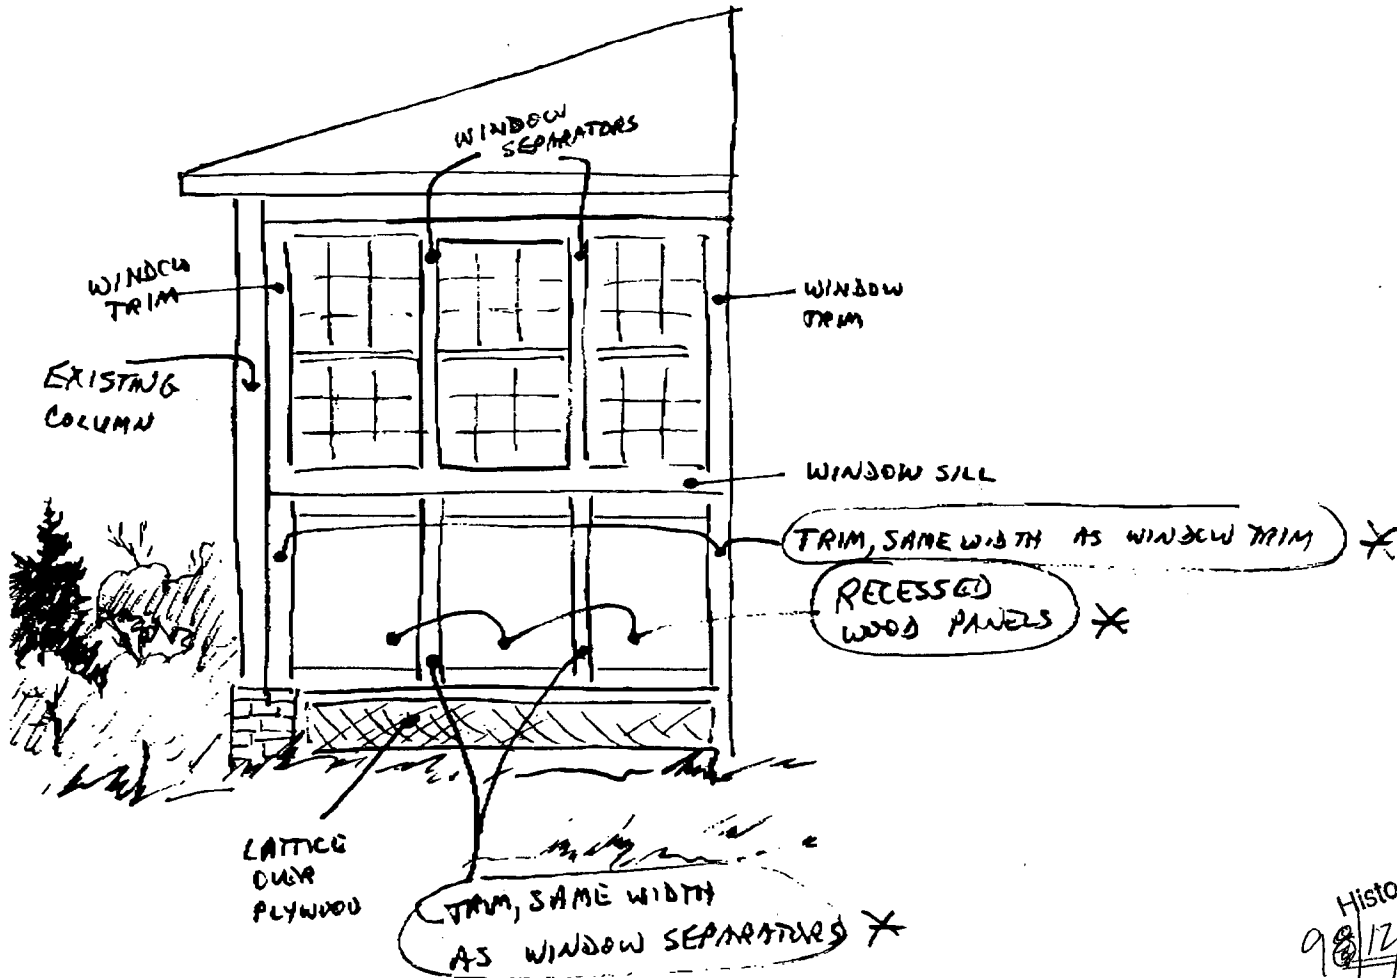 WINDOW
SEPARATORS
WINDOW
TRIM
WINDOW
TRIM
EXISTING
COLUMN
WINDOW SILL
TRIM, SAME WIDTH AS WINDOW TRIM
RECESSED
WOOD PANELS
LATTICE
OVER
PLYWOOD
TRIM, SAME WIDTH
AS WINDOW SEPARATORS
Histo